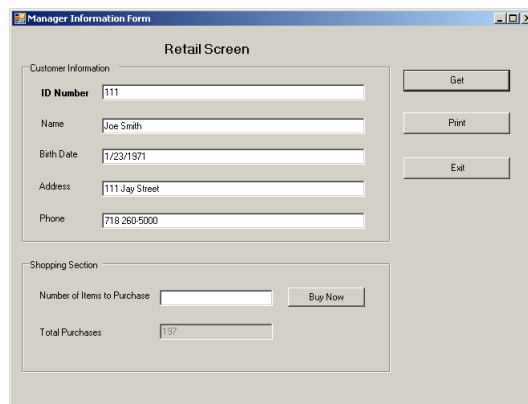 Manager Information Form
Retail Screen
Customer Information
ID Number 111
Name Joe Smith
Birth Date 1/23/1971
Address 111 Jay Street
Phone 718 260-5000
Get
Print
Exit
Shopping Section
Number of Items to Purchase
Buy Now
Total Purchases 197